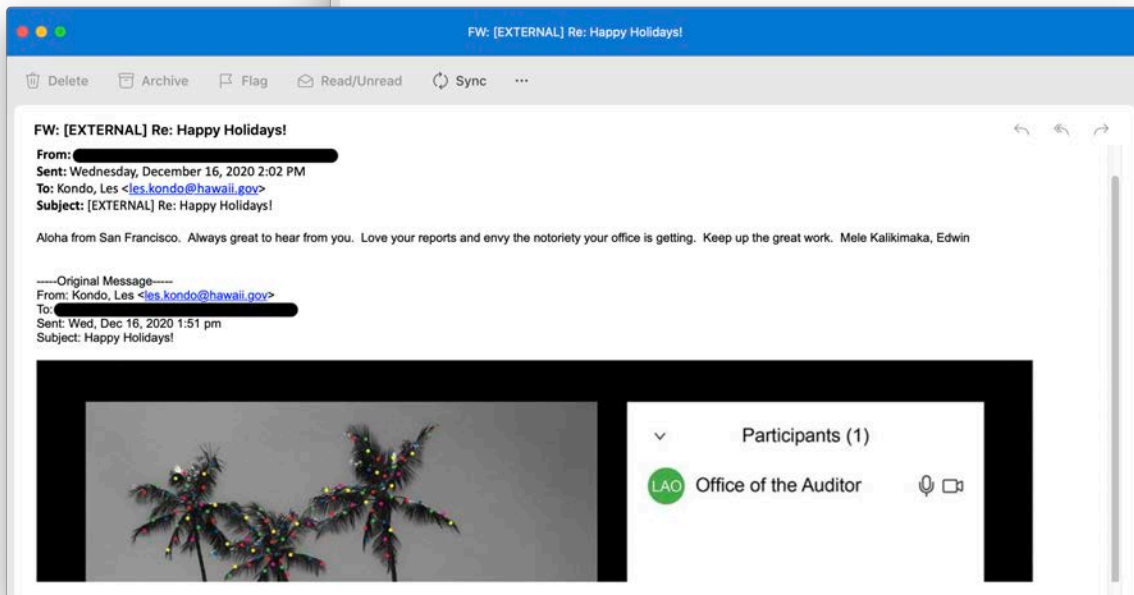 FW: [EXTERNAL] Re: Happy Holidays!
Delete Archive Flag Read/Unread Sync ...
FW: [EXTERNAL] Re: Happy Holidays!
From:
Sent: Wednesday, December 16, 2020 2:02 PM
To: Kondo, Les <les.kondo@hawaii.gov>
Subject: [EXTERNAL] Re: Happy Holidays!
Aloha from San Francisco.  Always great to hear from you.  Love your reports and envy the notoriety your office is getting.  Keep up the great work.  Mele Kalikimaka, Edwin
-----Original Message-----
From: Kondo, Les <les.kondo@hawaii.gov>
To:
Sent: Wed, Dec 16, 2020 1:51 pm
Subject: Happy Holidays!
Participants (1)
LAO Office of the Auditor